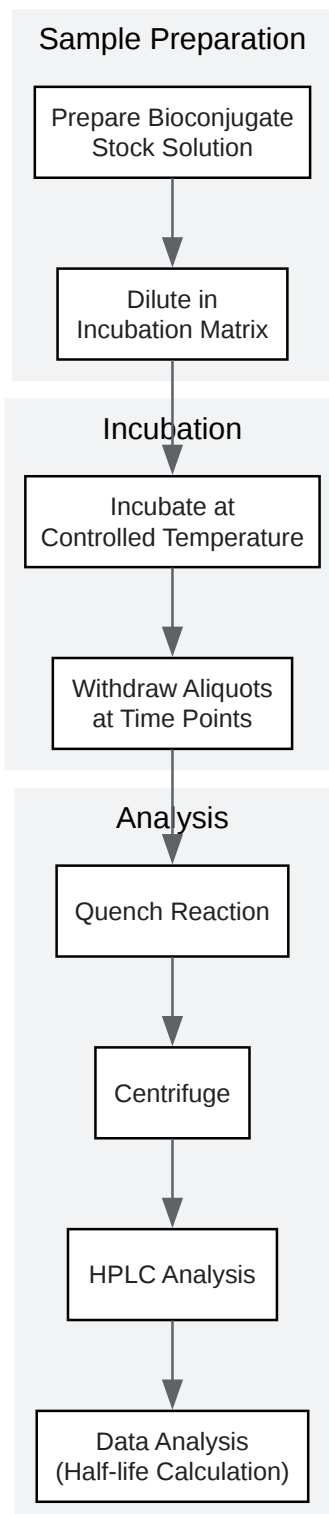 Sample Preparation
Prepare Bioconjugate
Stock Solution
Dilute in
Incubation Matrix
Incubation
Incubate at
Controlled Temperature
Withdraw Aliquots
at Time Points
Analysis
Quench Reaction
Centrifuge
HPLC Analysis
Data Analysis
(Half-life Calculation)